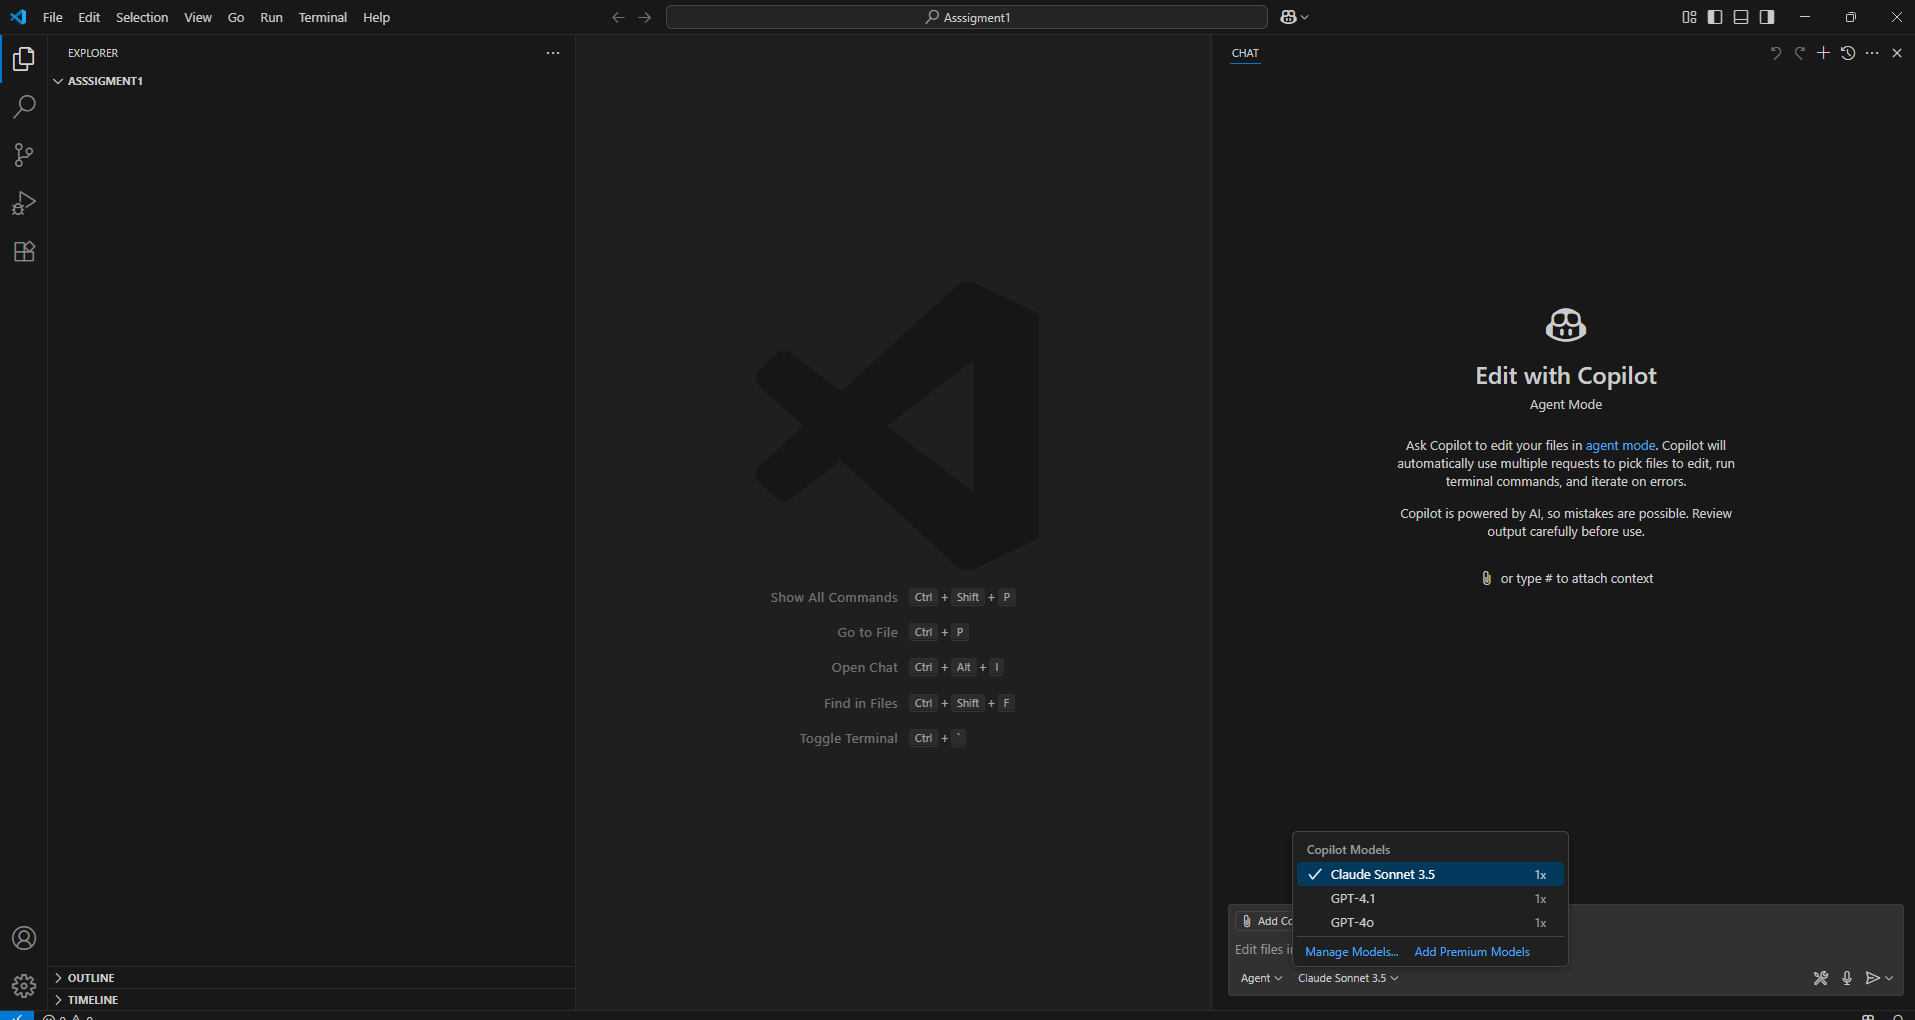 File Edit Selection View Go Run Terminal Help
Asssigment1
EXPLORER
ASSSIGMENT1
OUTLINE
TIMELINE
Show All Commands Ctrl + Shift + P
Go to File Ctrl + P
Open Chat Ctrl + Alt + I
Find in Files Ctrl + Shift + F
Toggle Terminal Ctrl + `
CHAT
Edit with Copilot
Agent Mode
Ask Copilot to edit your files in agent mode. Copilot will
automatically use multiple requests to pick files to edit, run
terminal commands, and iterate on errors.
Copilot is powered by AI, so mistakes are possible. Review
output carefully before use.
or type # to attach context
Copilot Models
Claude Sonnet 3.5 1x
GPT-4.1 1x
GPT-4o 1x
Manage Models... Add Premium Models
Add Co
Edit files i
Agent Claude Sonnet 3.5